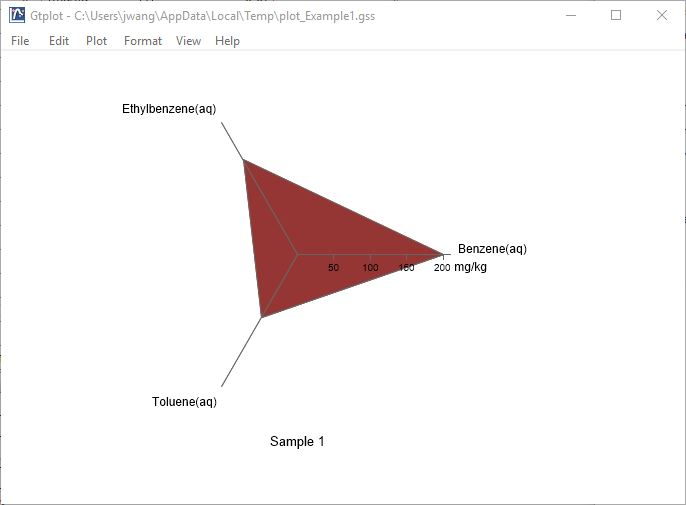 Gtplot - C:\Users\jwang\AppData\Local\Temp\plot_Example1.gss
File Edit Plot Format View Help
Ethylbenzene(aq)
Benzene(aq)
50 100 150 200 mg/kg
Toluene(aq)
Sample 1